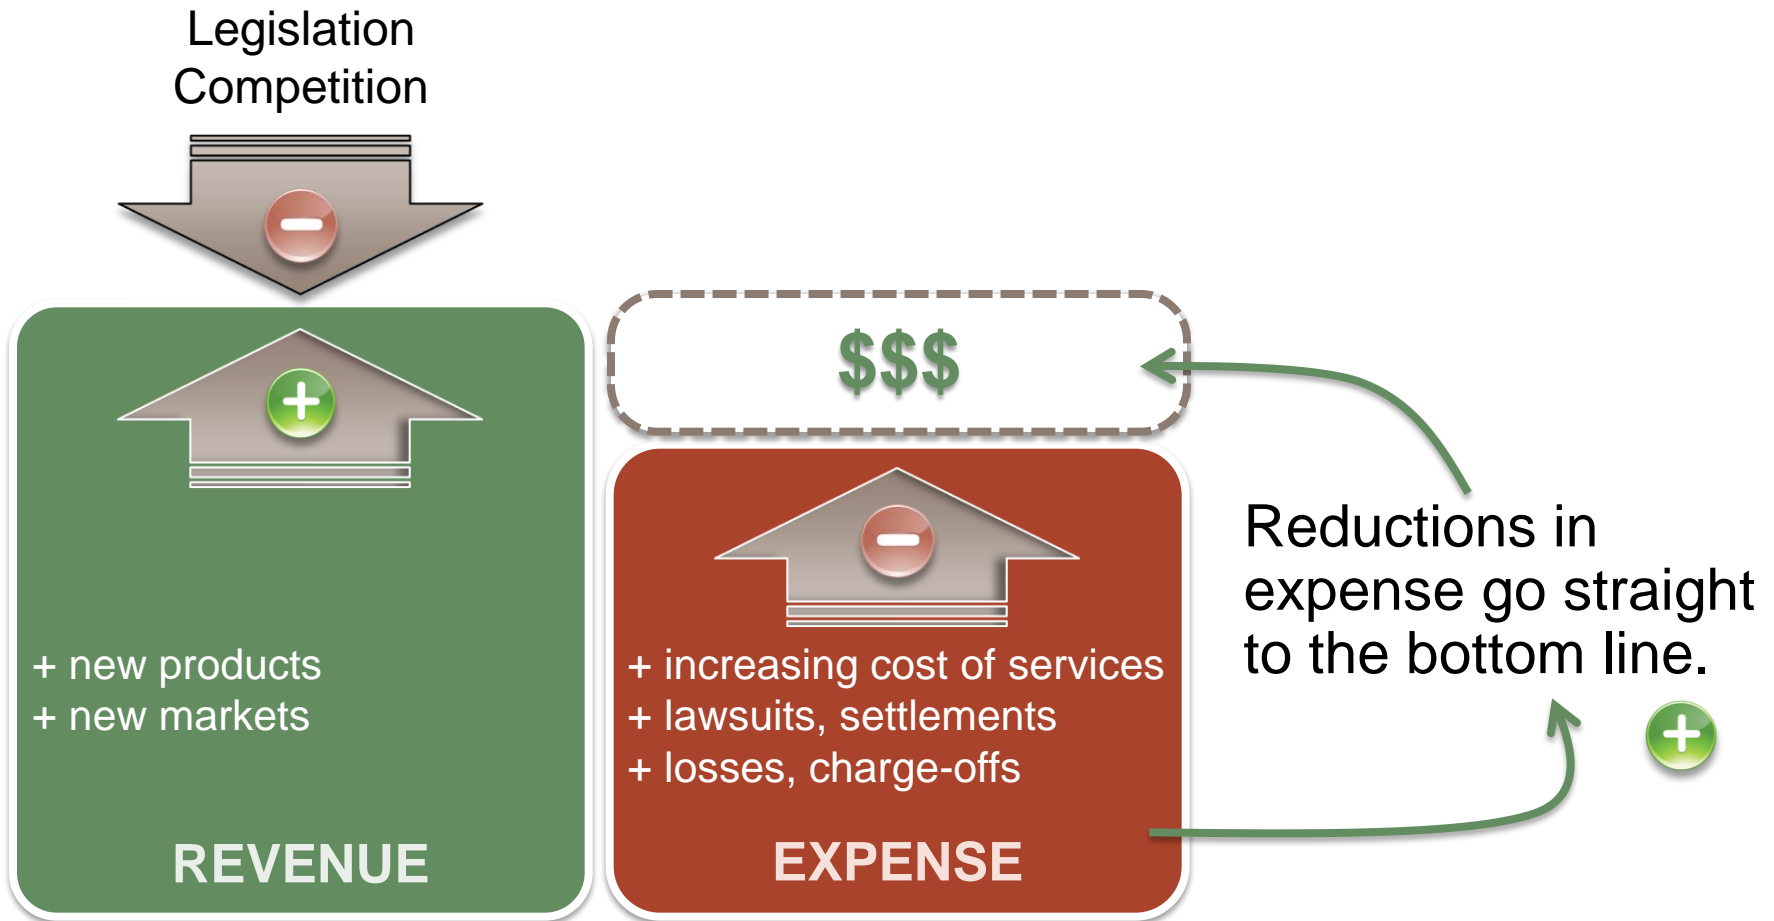 Legislation
Competition
$$$
+ new products
+ new markets
REVENUE
+ increasing cost of services
+ lawsuits, settlements
+ losses, charge-offs
EXPENSE
Reductions in
expense go straight
to the bottom line.